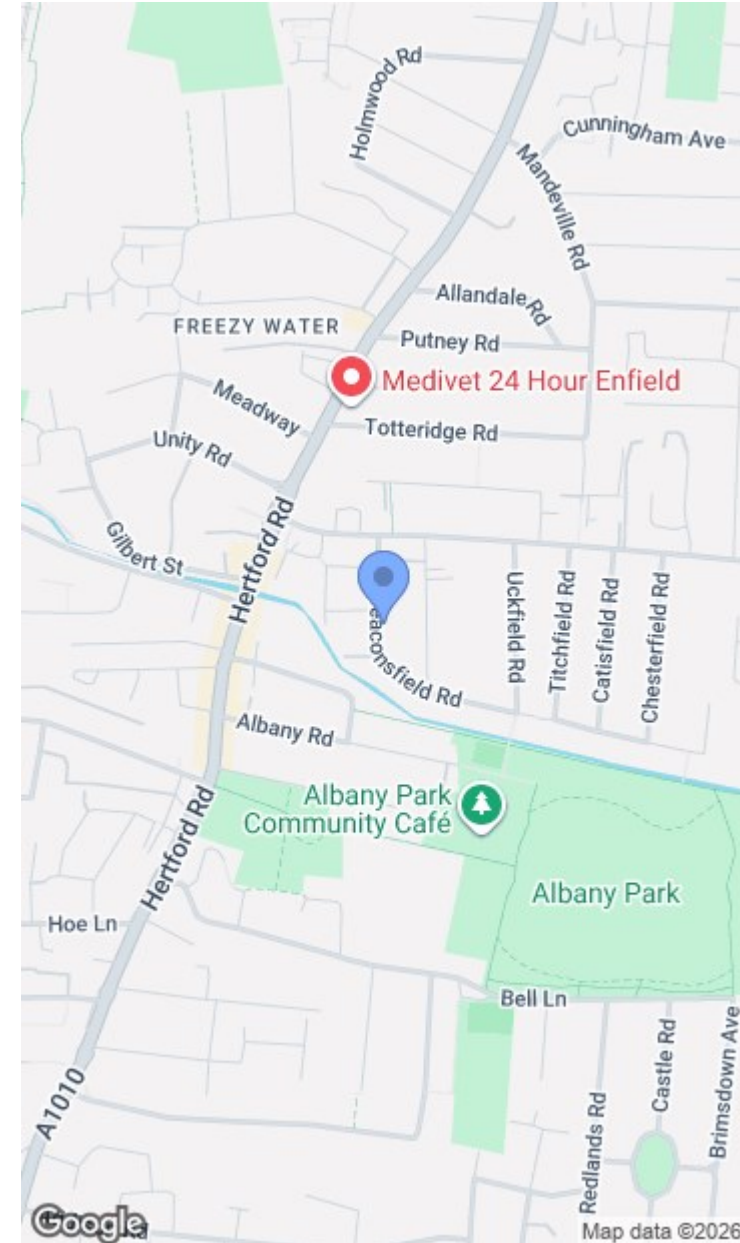 Holmwood Rd
Cunningham Ave
Mandeville Rd
Allandale Rd
FREEZY WATER
Putney Rd
Medivet 24 Hour Enfield
Meadway
Totteridge Rd
Unity Rd
Hertford Rd
Gilbert St
eaconsfield Rd
Uckfield Rd
Titchfield Rd
Catisfield Rd
Chesterfield Rd
Albany Rd
Albany Park
Community Café
Hertford Rd
Albany Park
Hoe Ln
Bell Ln
A1010
Redlands Rd
Castle Rd
Brimsdown Ave
Google
Rd
Map data ©2026